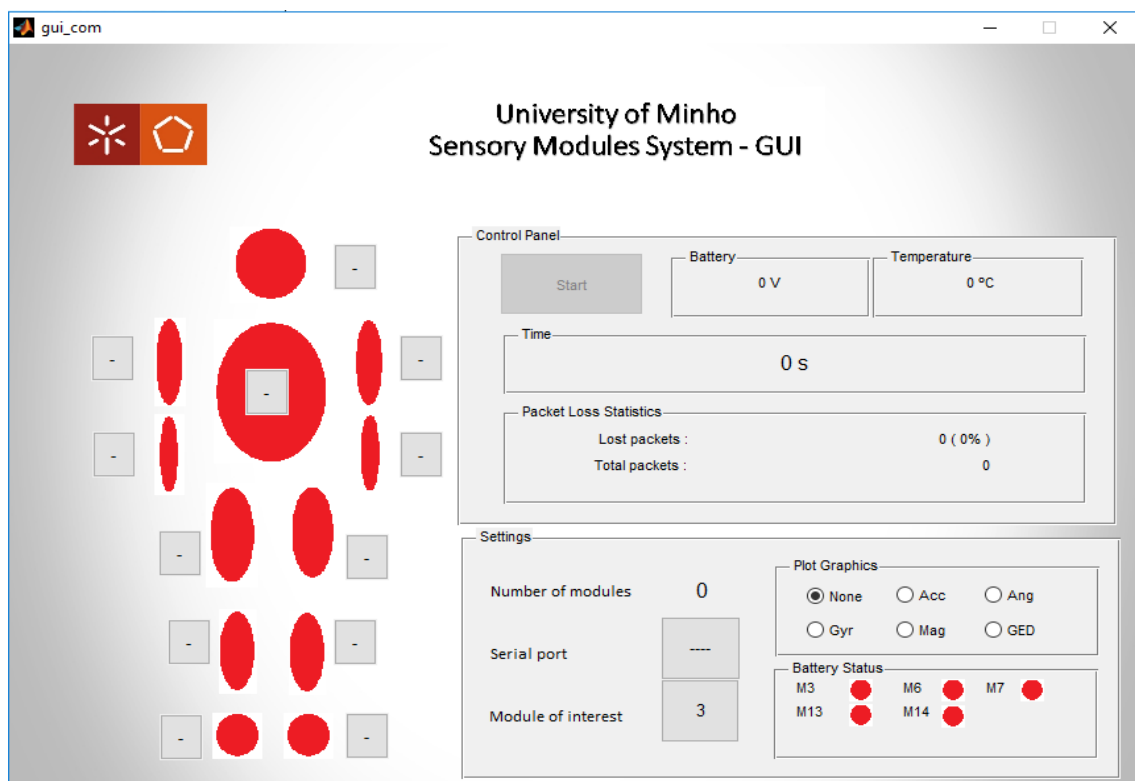 gui_com
University of Minho
Sensory Modules System - GUI
-
- -
-
- -
- -
- -
- -
Control Panel
Start
Battery
0 V
Temperature
0 ºC
Time
0 s
Packet Loss Statistics
Lost packets : 0 ( 0% )
Total packets : 0
Settings
Number of modules 0
Serial port ----
Module of interest 3
Plot Graphics
None Acc Ang
Gyr Mag GED
Battery Status
M3 M6 M7
M13 M14